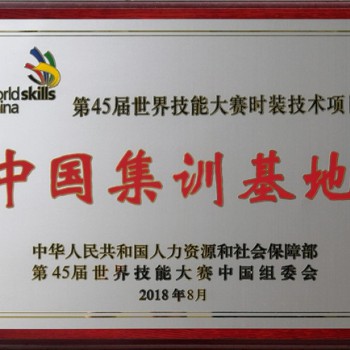 orldskills
ina
第45届世界技能大赛时装技术项
中国集训基地
中华人民共和国人力资源和社会保障部
第45届世界技能大赛中国组委会
2018年8月